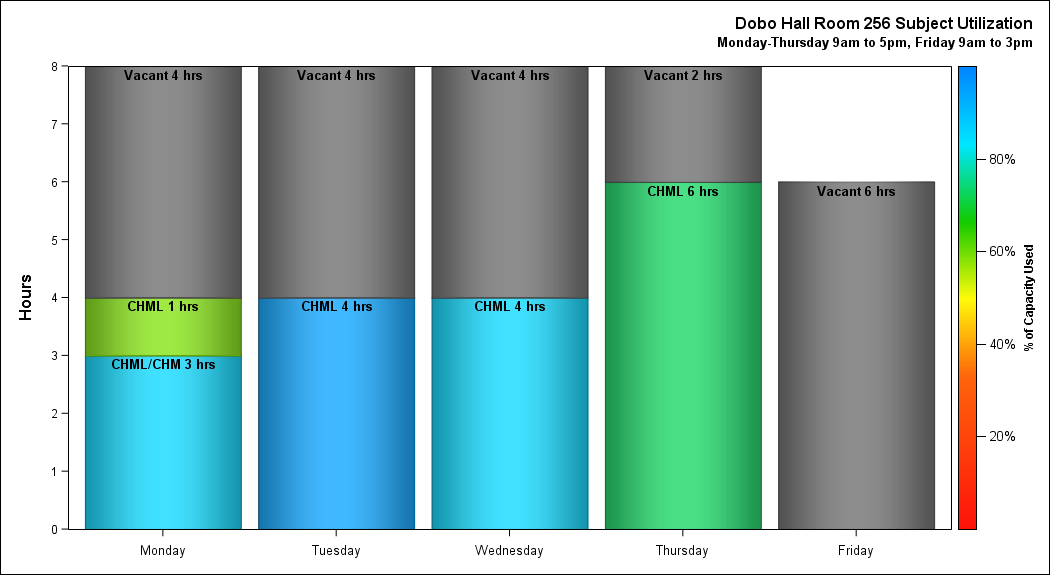 Dobo Hall Room 256 Subject Utilization
Monday-Thursday 9am to 5pm, Friday 9am to 3pm
8
7
6
5
4
3
2
1
0
Hours
Vacant 4 hrs
CHML 1 hrs
CHML/CHM 3 hrs
Vacant 4 hrs
CHML 4 hrs
Vacant 4 hrs
CHML 4 hrs
Vacant 2 hrs
CHML 6 hrs
Vacant 6 hrs
Monday
Tuesday
Wednesday
Thursday
Friday
80%
60%
40%
20%
% of Capacity Used